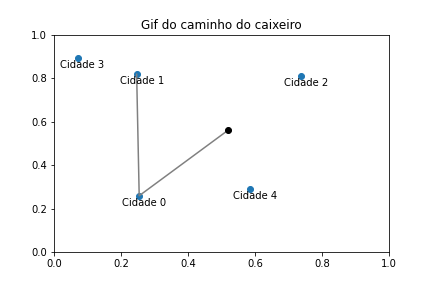 Gif do caminho do caixeiro
1.0
0.8
0.6
0.4
0.2
0.0
Cidade 3
Cidade 1
Cidade 2
Cidade 4
Cidade 0
0.0 0.2 0.4 0.6 0.8 1.0